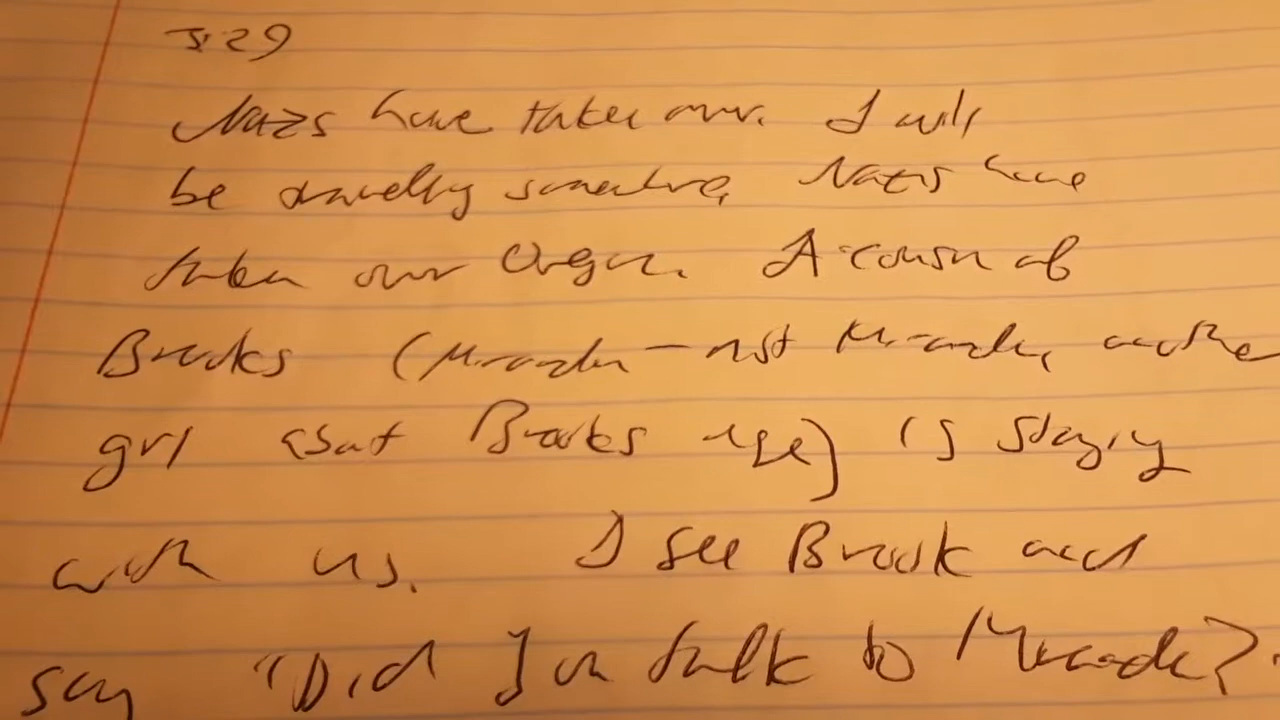 5:29
Nazis have taken over. I will
be travelling somewhere, Nazis have
taken over Oregon. A cousin of
Brooks (Miranda - not Miranda, another
girl about Brooks age) is staying
with us. I see Brook and
say "Did you talk to Miranda?"